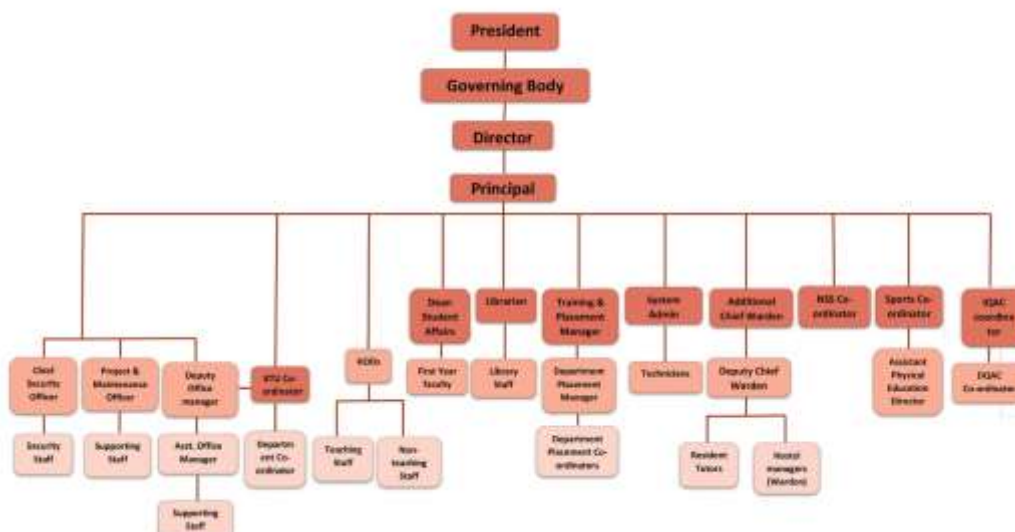 President
Governing Body
Director
Principal
Dean
Student
Affairs
Librarian
Training &
Placement
Manager
System
Admin
Additional
Chief Warden
NSS Co-
ordinator
Sports Co-
ordinator
IQAC
coordina
tor
Chief
Security
Officer
Project &
Maintenance
Officer
Deputy
Office
manager
VTU Co-
ordinator
HODs
First Year
faculty
Library
Staff
Department
Placement
Manager
Technicians
Deputy Chief
Warden
Assistant
Physical
Education
Director
DQAC
Co-ordinator
Security
Staff
Supporting
Staff
Asst. Office
Manager
Departm
ent Co-
ordinator
Teaching
Staff
Non-
teaching Staff
Department
Placement Co-
ordinators
Resident
Tutors
Hostel
managers
(Warden)
Supporting
Staff